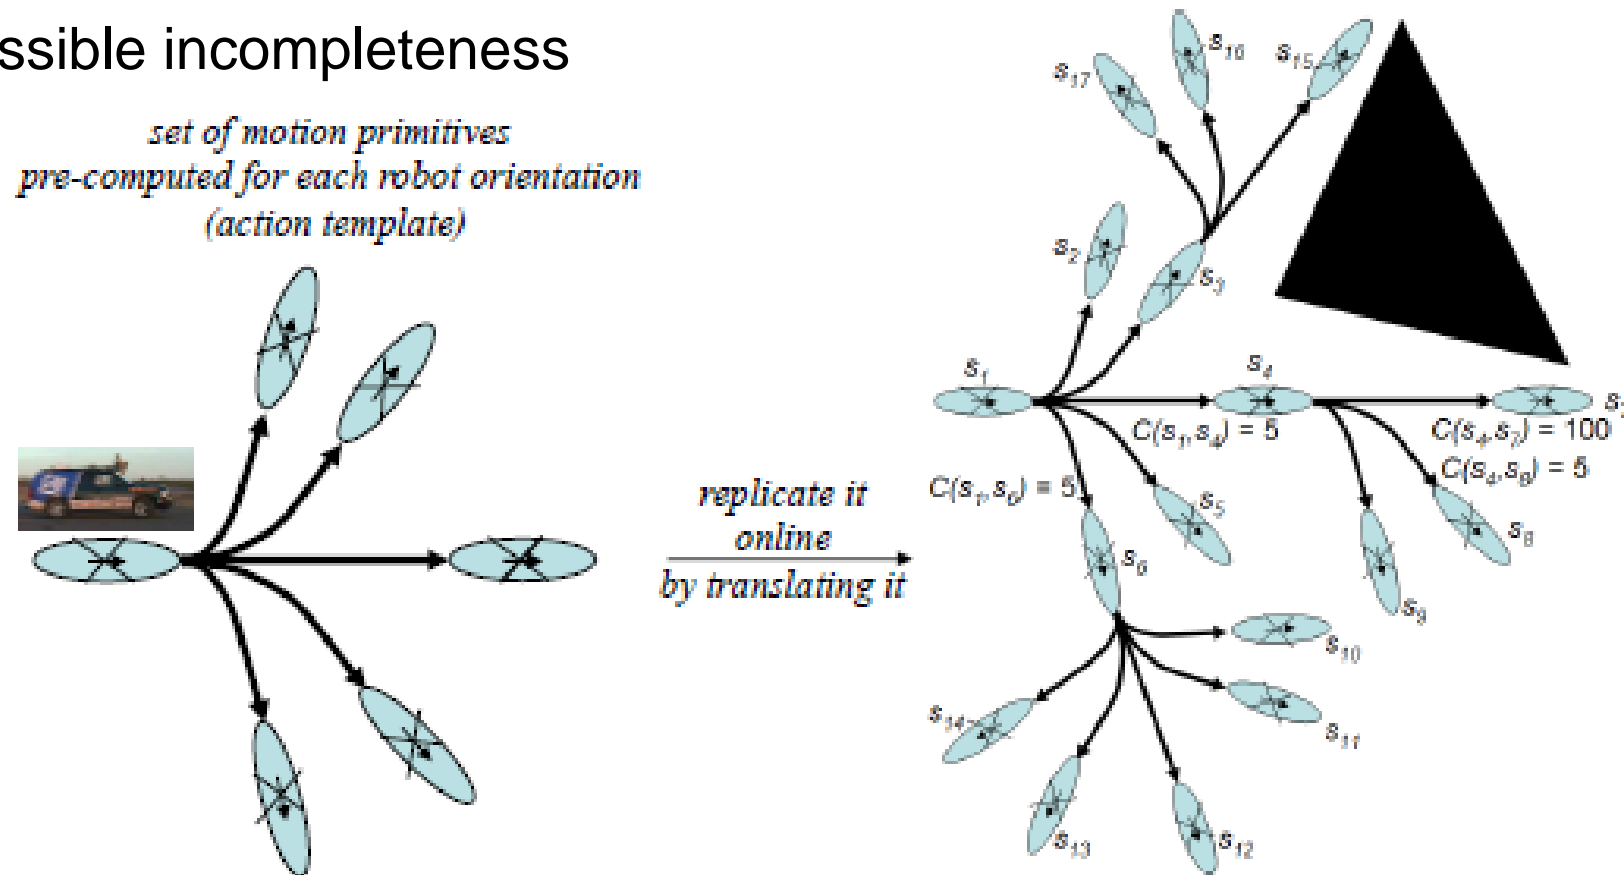 ssible incompleteness
set of motion primitives
pre-computed for each robot orientation
(action template)
replicate it
online
by translating it
s16
s15
s17
s2
s3
s1
s4
C(s1,s4) = 5
C(s4,s7) = 100
C(s4,s8) = 5
C(s1,s6) = 5
s5
s8
s6
s9
s10
s14
s11
s13
s12